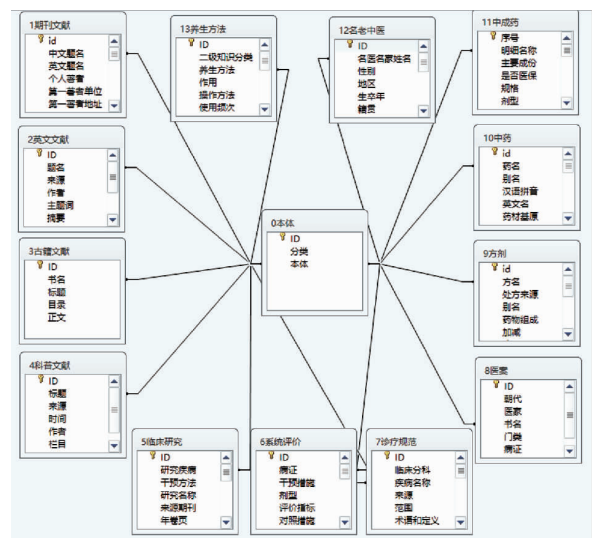 1期刊文献
id
中文题名
英文题名
个人著者
第一著者单位
第一著者地址
13养生方法
ID
二级知识分类
养生方法
作用
操作方法
使用频次
12名老中医
ID
名医名家姓名
性别
地区
生卒年
籍贯
11中成药
序号
明细名称
主要成份
是否医保
规格
剂型
2英文文献
ID
题名
来源
作者
主题词
摘要
10中药
id
药名
别名
汉语拼音
英文名
药材基原
0本体
ID
分类
本体
3古籍文献
ID
书名
标题
目录
正文
9方剂
id
方名
处方来源
别名
药物组成
加减
4科普文献
ID
标题
来源
时间
作者
栏目
8医案
ID
朝代
医家
书名
门类
病证
5临床研究
ID
研究疾病
干预方法
研究名称
来源期刊
年卷页
6系统评价
ID
病证
干预措施
剂型
评价指标
对照措施
7诊疗规范
ID
临床分科
疾病名称
来源
范围
术语和定义